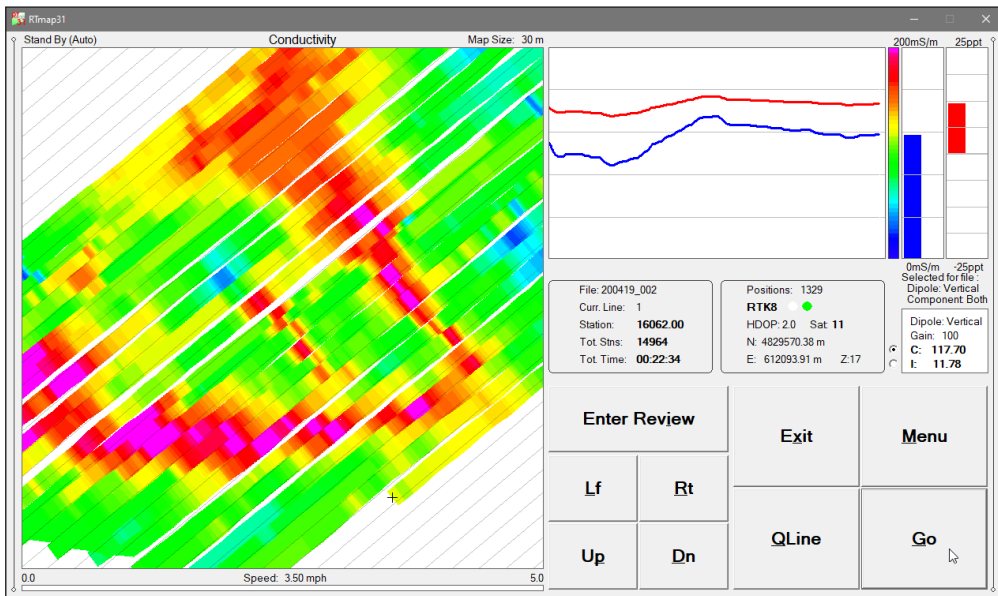 RTmap31
Stand By (Auto) Conductivity Map Size: 30 m
200mS/m 25ppt
0mS/m -25ppt
Selected for file :
Dipole: Vertical
Component: Both
File: 200419_002
Curr. Line: 1
Station: 16062.00
Tot. Stns: 14964
Tot. Time: 00:22:34
Positions: 1329
RTK8
HDOP: 2.0 Sat: 11
N: 4829570.38 m
E: 612093.91 m Z:17
Dipole: Vertical
Gain: 100
C: 117.70
I: 11.78
Enter Review
Exit
Menu
Lf
Rt
Up
Dn
QLine
Go
0.0 Speed: 3.50 mph 5.0